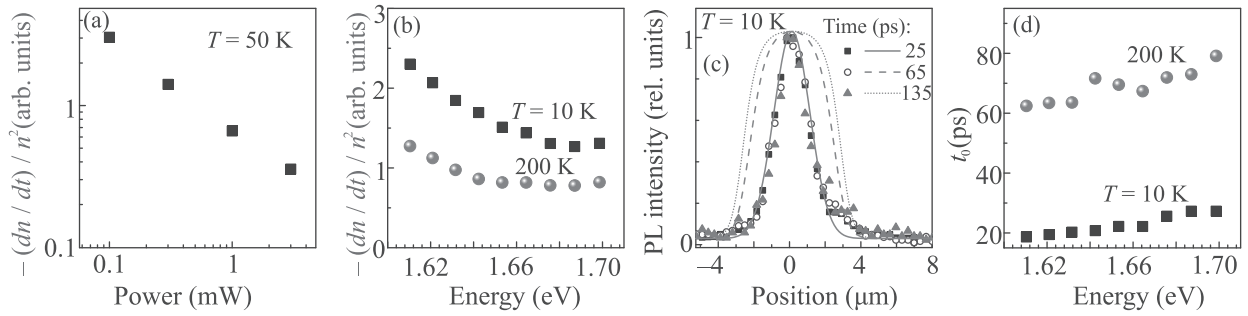 − (dn / dt) / n² (arb. units)
(a)
T = 50 K
1
0.1
0.1
1
Power (mW)
− (dn / dt) / n² (arb. units)
(b)
3
2
1
0
T = 10 K
200 K
1.62
1.66
1.70
Energy (eV)
PL intensity (rel. units)
1
0
T = 10 K
(c)
Time (ps):
25
65
135
−4
0
4
8
Position (μm)
t₀(ps)
(d)
100
80
60
40
20
200 K
T = 10 K
1.62
1.66
1.70
Energy (eV)